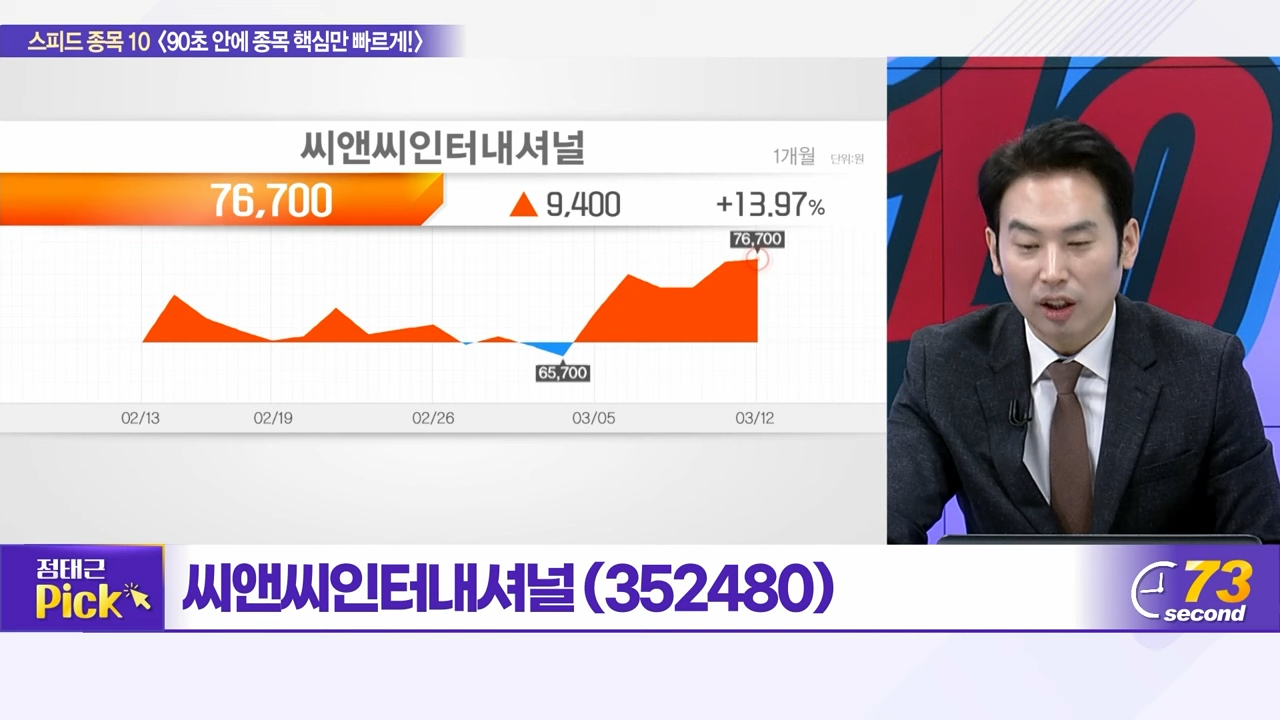 스피드 종목 10 〈90초 안에 종목 핵심만 빠르게!〉
씨앤씨인터내셔널
1개월 단위:원
76,700 ▲ 9,400 +13.97%
76,700
65,700
02/13 02/19 02/26 03/05 03/12
10
정태근
Pick
씨앤씨인터내셔널 (352480)
73
second